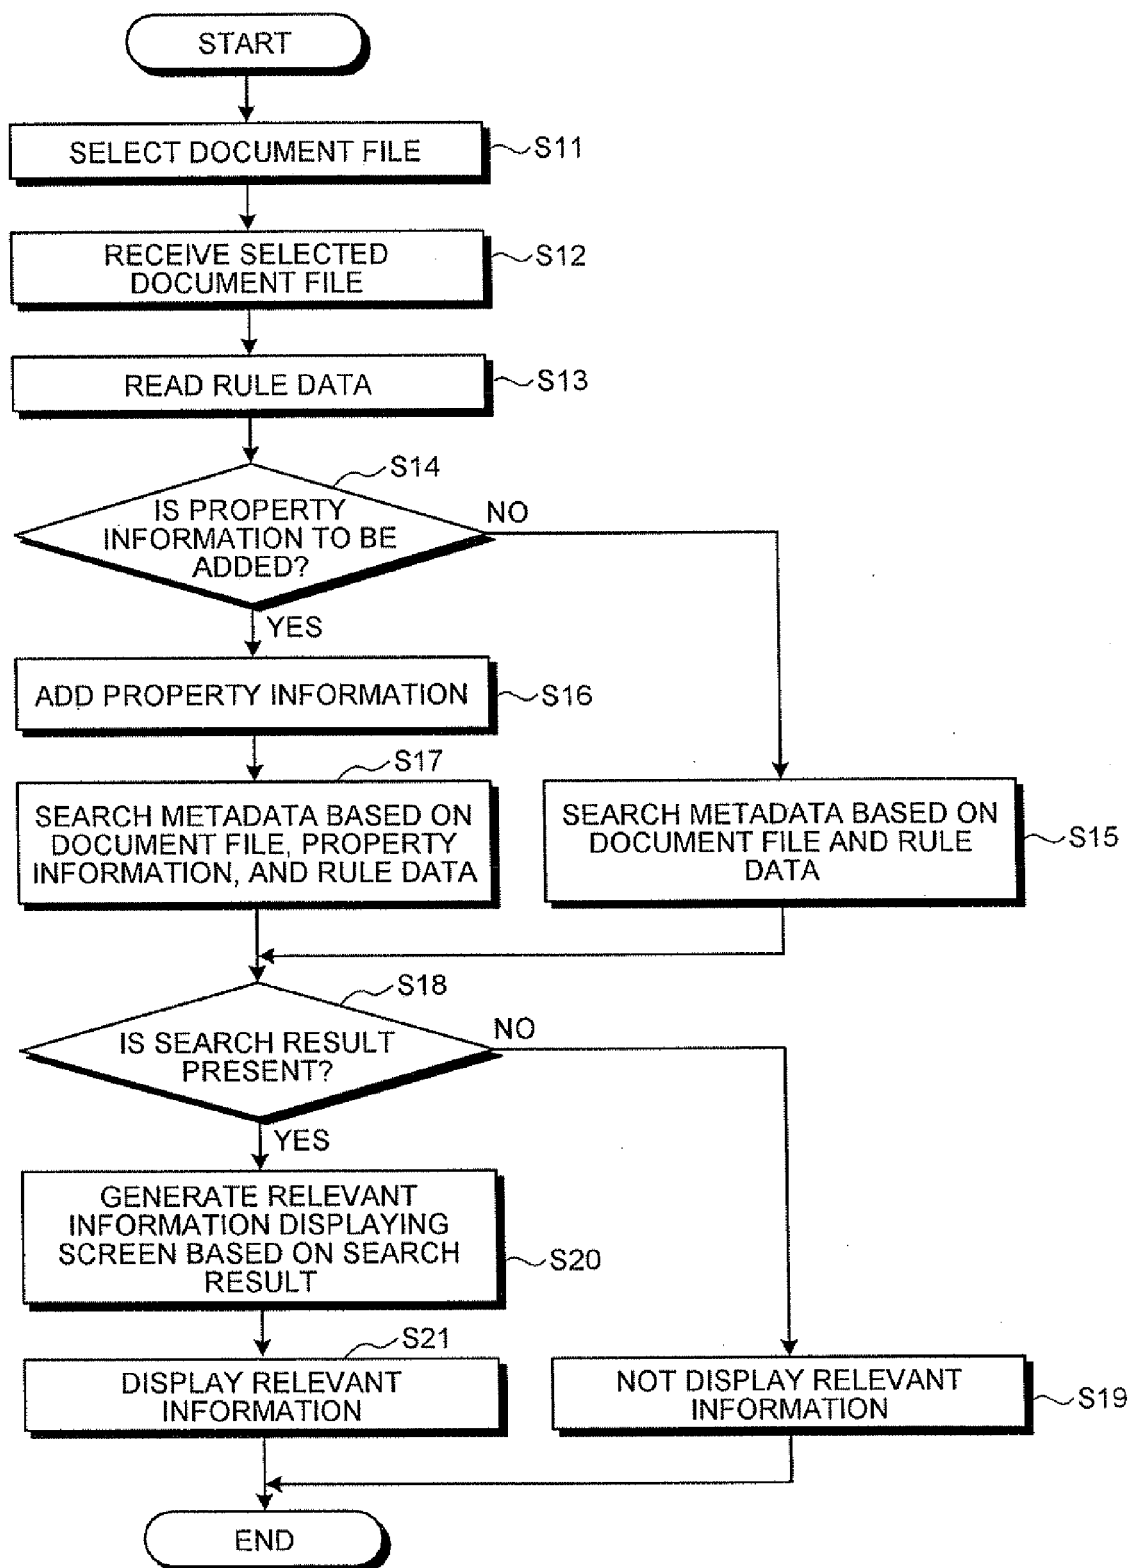 START
SELECT DOCUMENT FILE
S11
RECEIVE SELECTED
DOCUMENT FILE
S12
READ RULE DATA
S13
S14
IS PROPERTY
INFORMATION TO BE
ADDED?
NO
YES
ADD PROPERTY INFORMATION
S16
S17
SEARCH METADATA BASED ON
DOCUMENT FILE, PROPERTY
INFORMATION, AND RULE DATA
SEARCH METADATA BASED ON
DOCUMENT FILE AND RULE
DATA
S15
S18
IS SEARCH RESULT
PRESENT?
NO
YES
GENERATE RELEVANT
INFORMATION DISPLAYING
SCREEN BASED ON SEARCH
RESULT
S20
S21
DISPLAY RELEVANT
INFORMATION
NOT DISPLAY RELEVANT
INFORMATION
S19
END